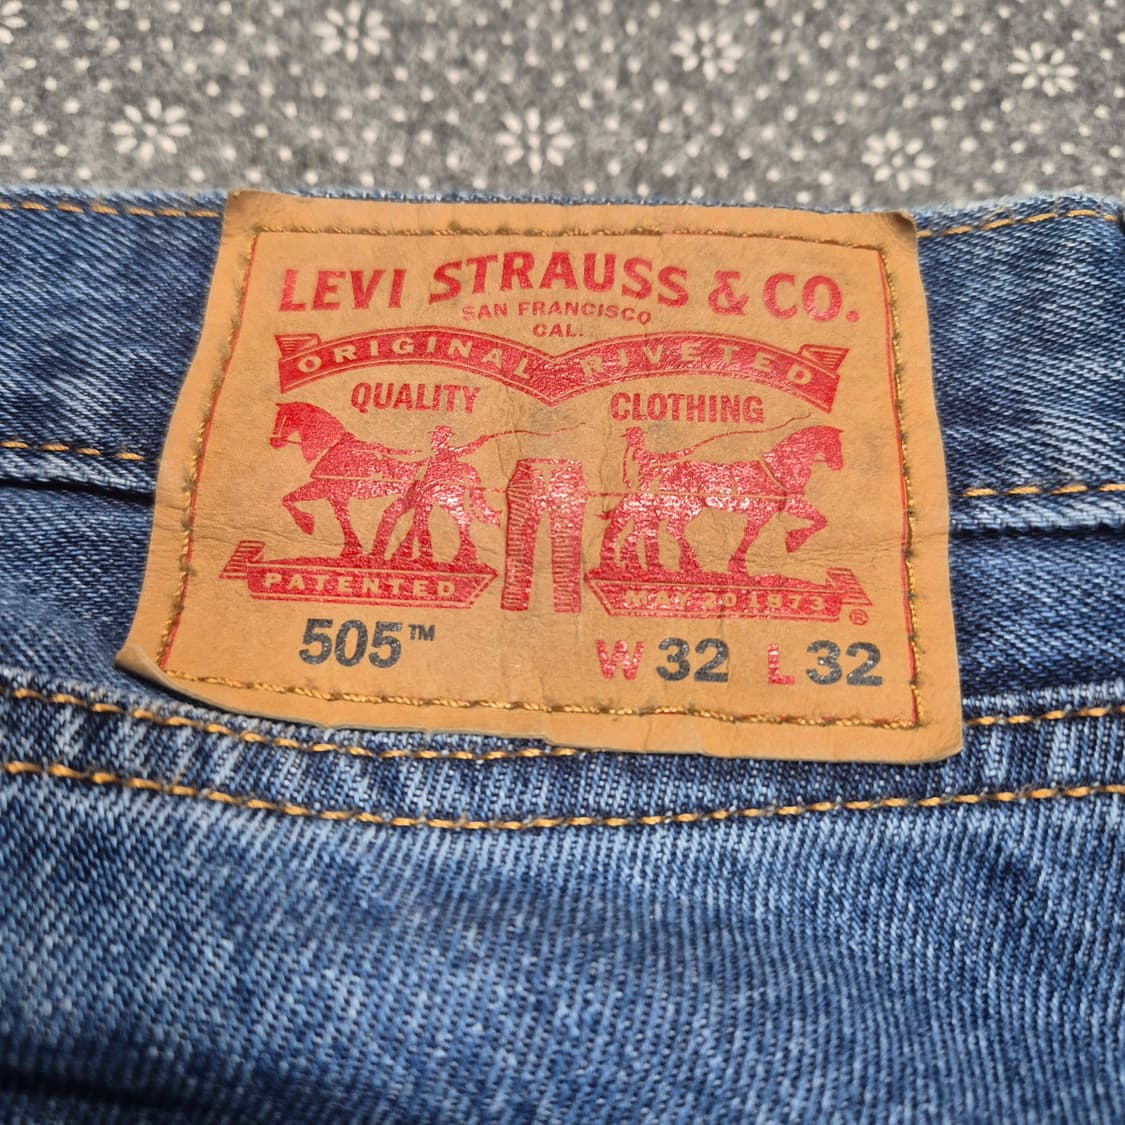 LEVI STRAUSS & CO.
SAN FRANCISCO
CAL.
ORIGINAL RIVETED
QUALITY CLOTHING
PATENTED MAY 20 1873 ®
505™ W 32 L 32